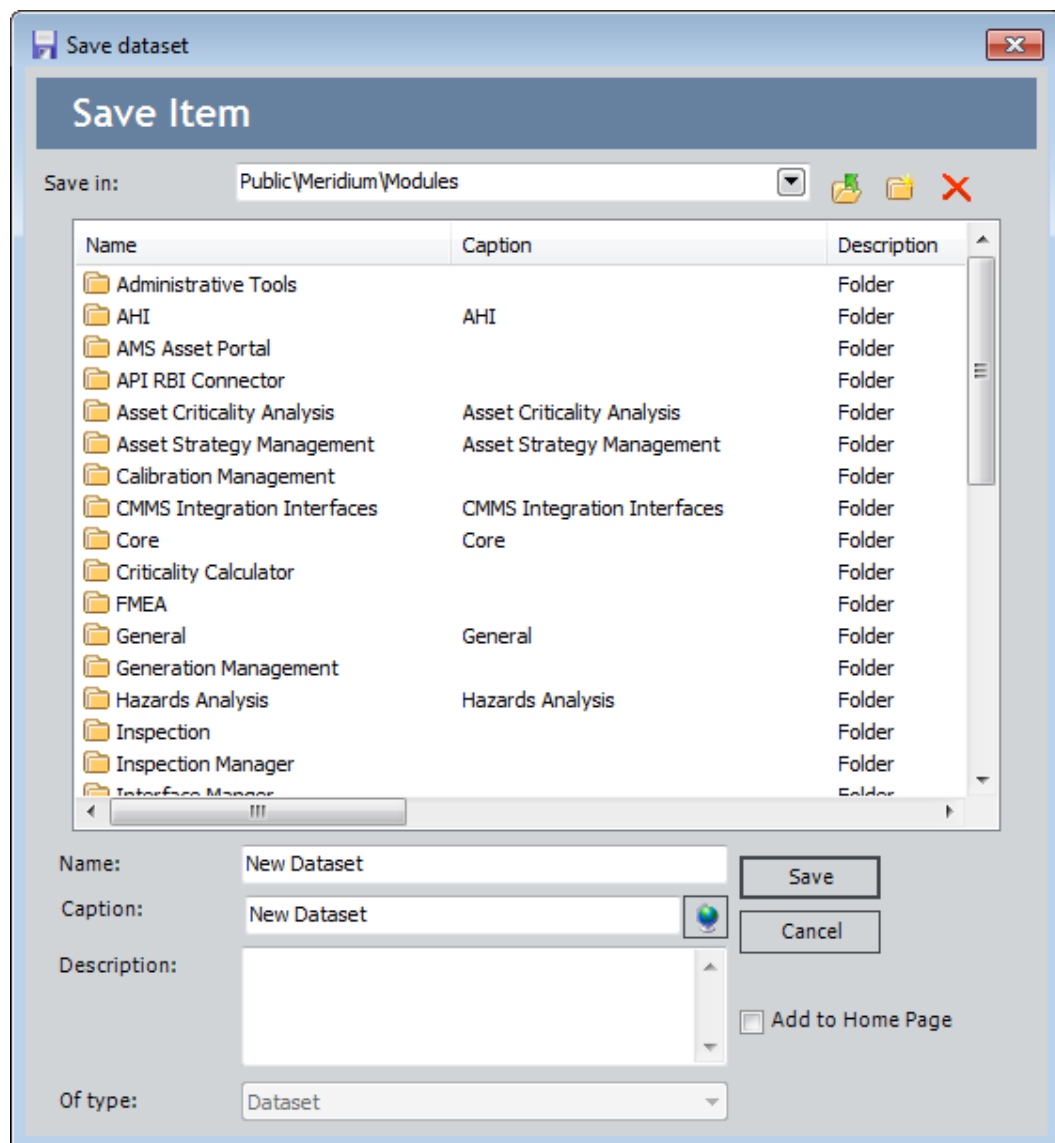 Save dataset
Save Item
Save in: Public\Meridium\Modules
Name Caption Description
Administrative Tools Folder
AHI AHI Folder
AMS Asset Portal Folder
API RBI Connector Folder
Asset Criticality Analysis Asset Criticality Analysis Folder
Asset Strategy Management Asset Strategy Management Folder
Calibration Management Folder
CMMS Integration Interfaces CMMS Integration Interfaces Folder
Core Core Folder
Criticality Calculator Folder
FMEA Folder
General General Folder
Generation Management Folder
Hazards Analysis Hazards Analysis Folder
Inspection Folder
Inspection Manager Folder
Interface Manger Folder
Name: New Dataset Save
Caption: New Dataset Cancel
Description:
Add to Home Page
Of type: Dataset